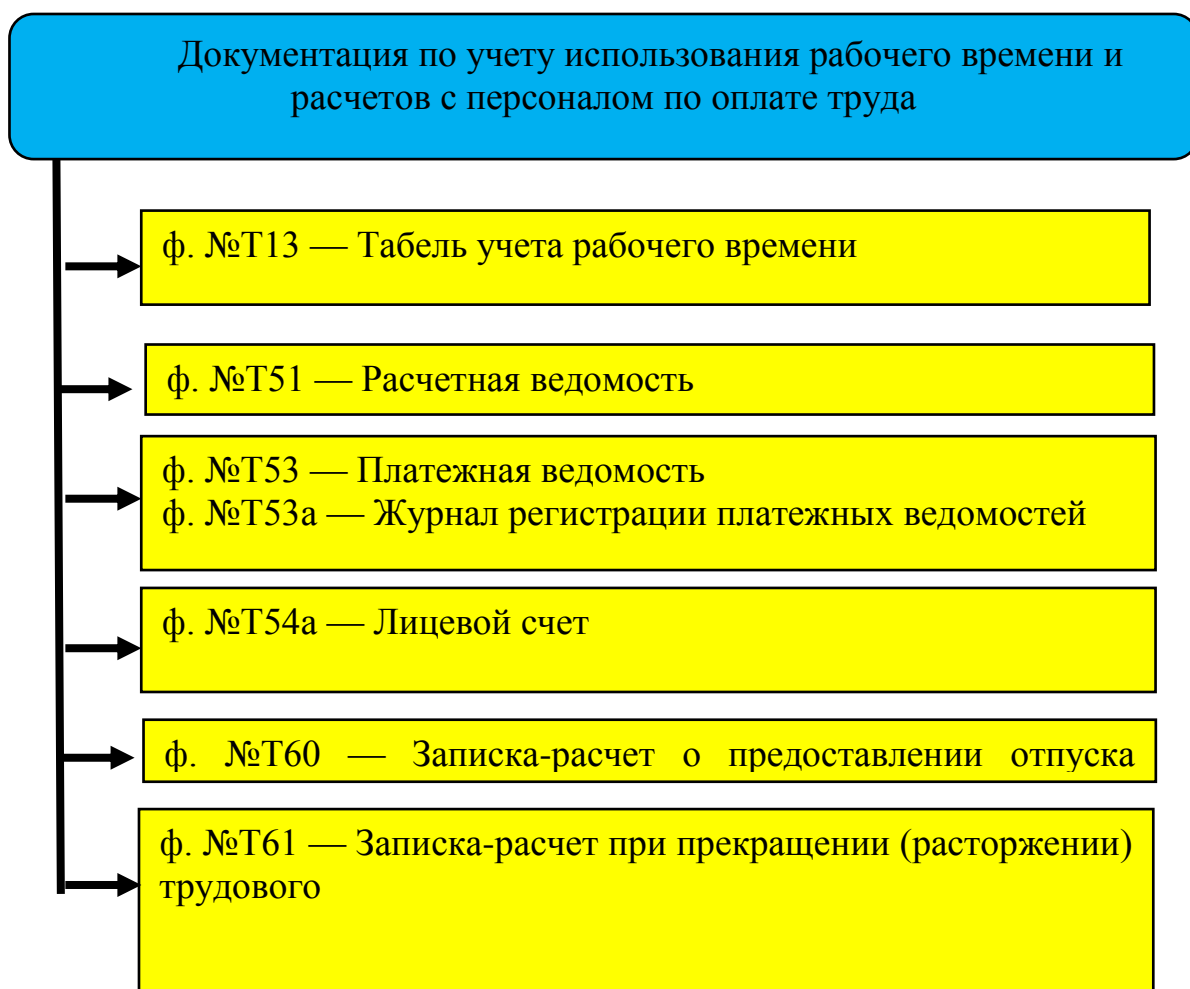 Документация по учету использования рабочего времени и
расчетов с персоналом по оплате труда
ф. №Т13 — Табель учета рабочего времени
ф. №Т51 — Расчетная ведомость
ф. №Т53 — Платежная ведомость
ф. №Т53а — Журнал регистрации платежных ведомостей
ф. №Т54а — Лицевой счет
ф. №Т60 — Записка-расчет о предоставлении отпуска
ф. №Т61 — Записка-расчет при прекращении (расторжении)
трудового